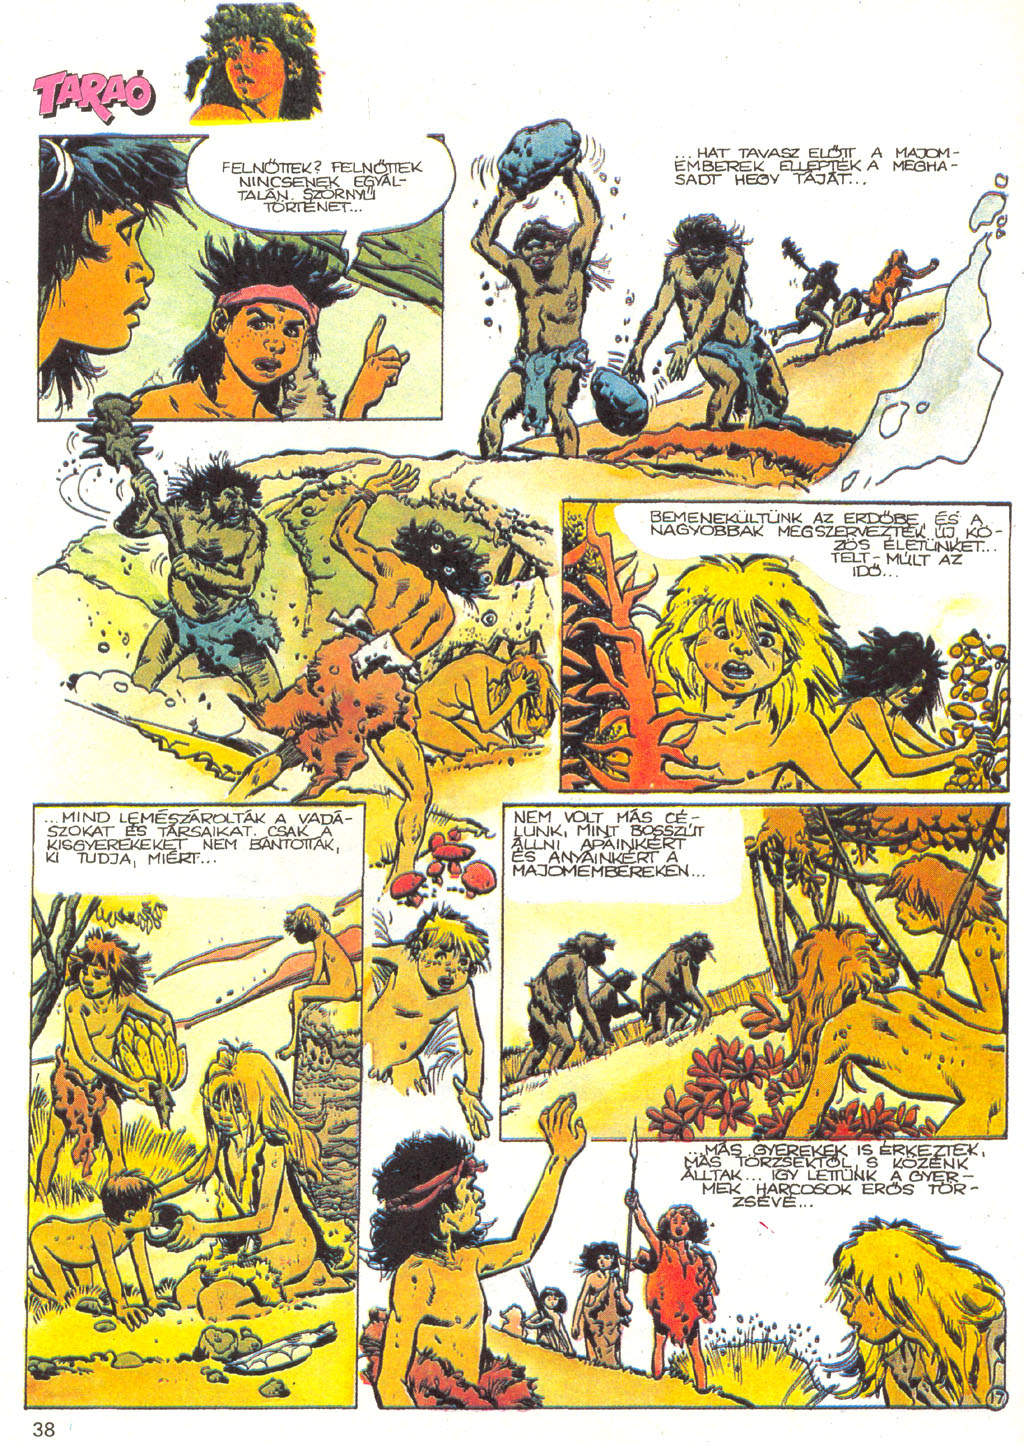 TARAÓ
FELNŐTTEK? FELNŐTTEK
NINCSENEK EGYÁL-
TALÁN. SZÖRNYŰ
TÖRTÉNET...
...HAT TAVASZ ELŐTT A MAJOM-
EMBEREK ELLEPTÉK A MEGHA-
SADT HEGY TÁJÁT...
BEMENEKÜLTÜNK AZ ERDŐBE, ÉS A
NAGYOBBAK MEGSZERVEZTÉK ÚJ KÖ-
ZÖS ÉLETÜNKET...
TELT-MÚLT AZ
IDŐ...
...MIND LEMÉSZÁROLTÁK A VADÁ-
SZOKAT ÉS TÁRSAIKAT. CSAK A
KISGYEREKEKET NEM BÁNTOTTÁK,
KI TUDJA, MIÉRT...
NEM VOLT MÁS CÉ-
LUNK, MINT BOSSZÚT
ÁLLNI APÁINKÉRT
ÉS ANYÁINKÉRT A
MAJOMEMBEREKEN...
...MÁS GYEREKEK IS ÉRKEZTEK,
MÁS TÖRZSEKTŐL, S KÖZÉNK
ÁLLTAK... ÍGY LETTÜNK A GYER-
MEK HARCOSOK ERŐS TÖR-
ZSÉVÉ...
17
38